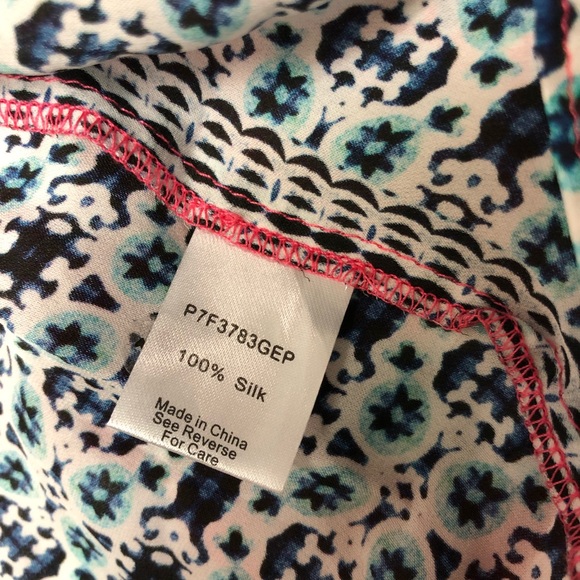 P7F3783GEP
100% Silk
Made in China
See Reverse
For Care